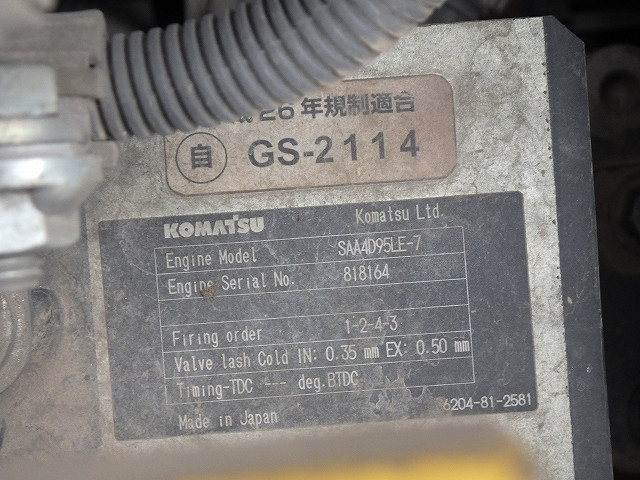 26年規制適合
自 GS-2114
KOMATSU Komatsu Ltd.
Engine Model SAA4D95LE-7
Engine Serial No. 818164
Firing order 1-2-4-3
Valve lash Cold IN: 0.35 mm EX: 0.50 mm
Timing-TDC --- deg.BTDC
Made in Japan 6204-81-2581